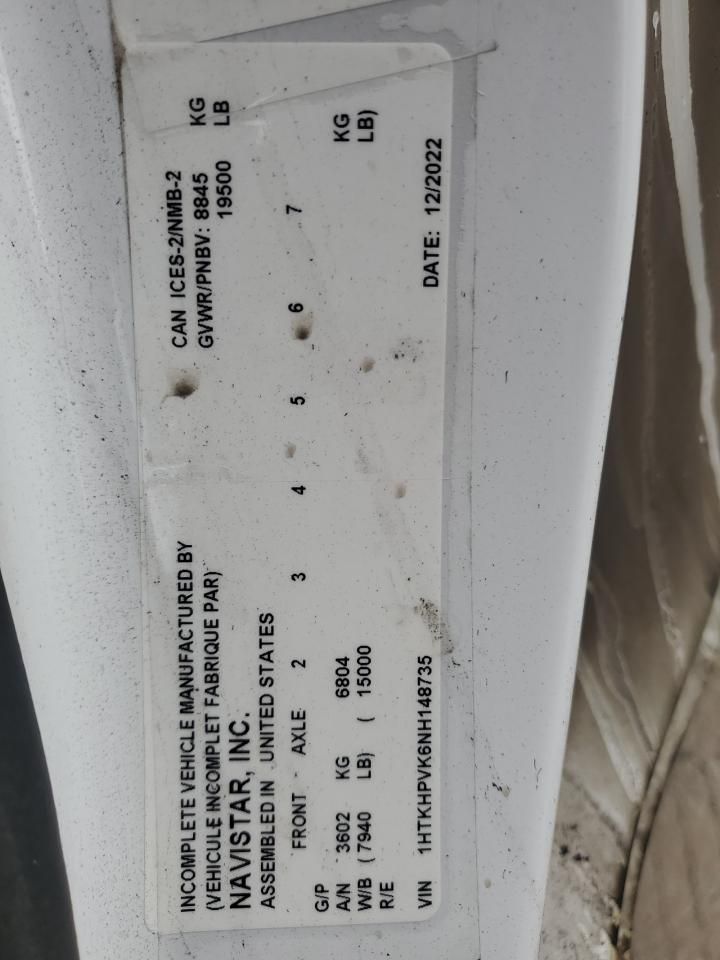 INCOMPLETE VEHICLE MANUFACTURED BY CAN ICES-2/NMB-2
(VEHICULE INCOMPLET FABRIQUE PAR) GVWR/PNBV: 8845 KG
NAVISTAR, INC. 19500 LB
ASSEMBLED IN UNITED STATES
FRONT - AXLE 2 3 4 5 6 7
G/P
A/N 3602 KG 6804 KG
W/B (7940 LB) ( 15000 LB)
R/E
VIN 1HTKHPVK6NH148735 DATE: 12/2022